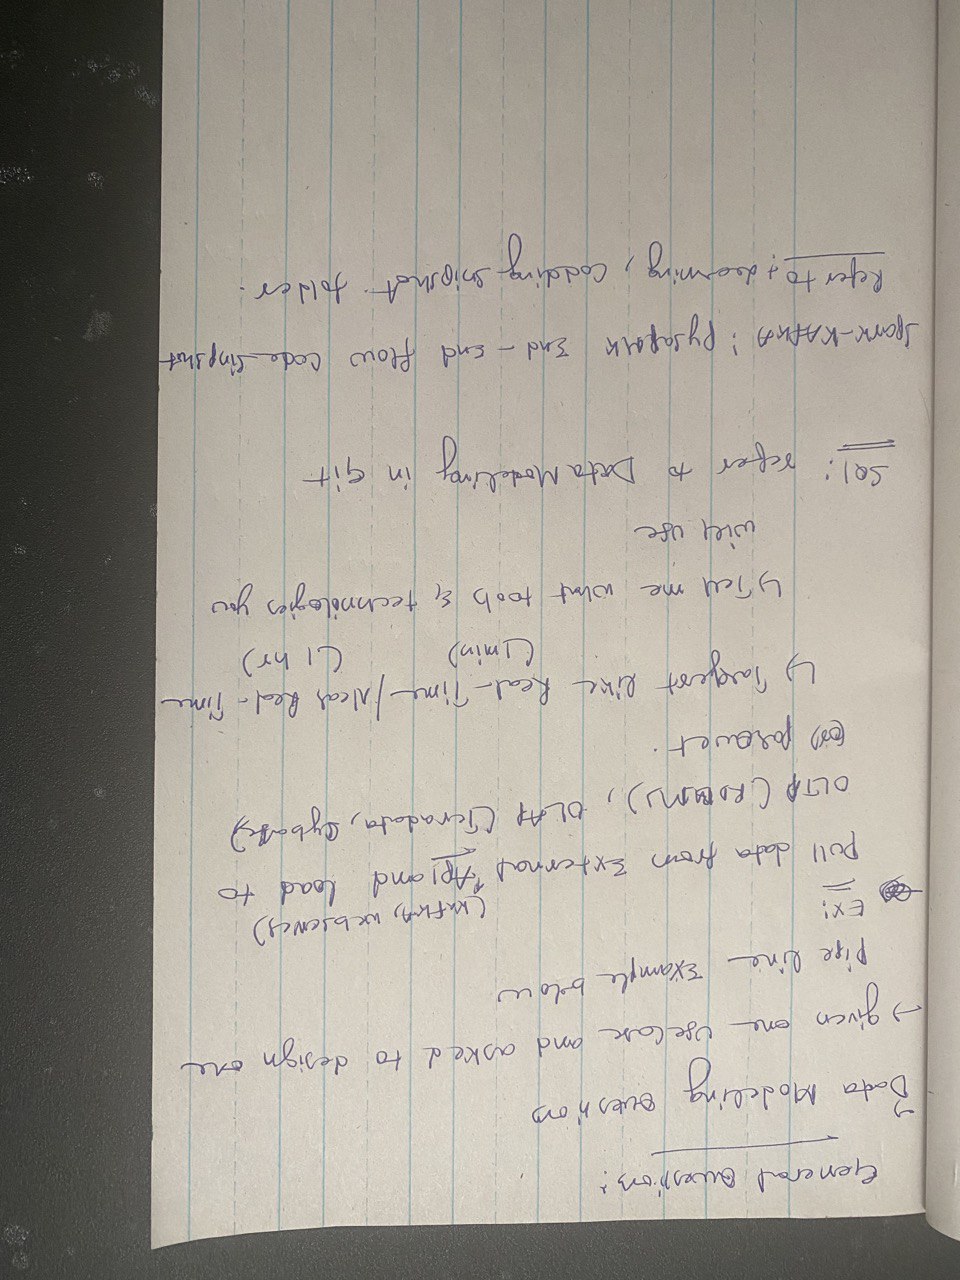 General Questions:
→ Data Modeling questions
→ given one usecase and asked to design one
pipe line Example below
EX:
(KAFKA, webservces)
pull data from External ↑Api and load to
OLTP (RDBMS), OLAP (Teradata, Sybase)
(or) parquet.
↳ Targert like Real-Time/Near Real-Time
(1min) (1 hr)
↳ Tell me what tools & technologies you
will use
SQl: refer to Data Modeling in Git
Spark-KAFKA: pyspark End-End flow code-Snipshot
Refer to + Learning, Codding-snipshot. folder.